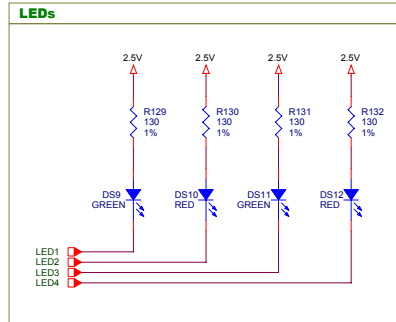 LEDs
2.5V 2.5V 2.5V 2.5V
R129 R130 R131 R132
130 130 130 130
1% 1% 1% 1%
DS9 DS10 DS11 DS12
GREEN RED GREEN RED
LED1
LED2
LED3
LED4